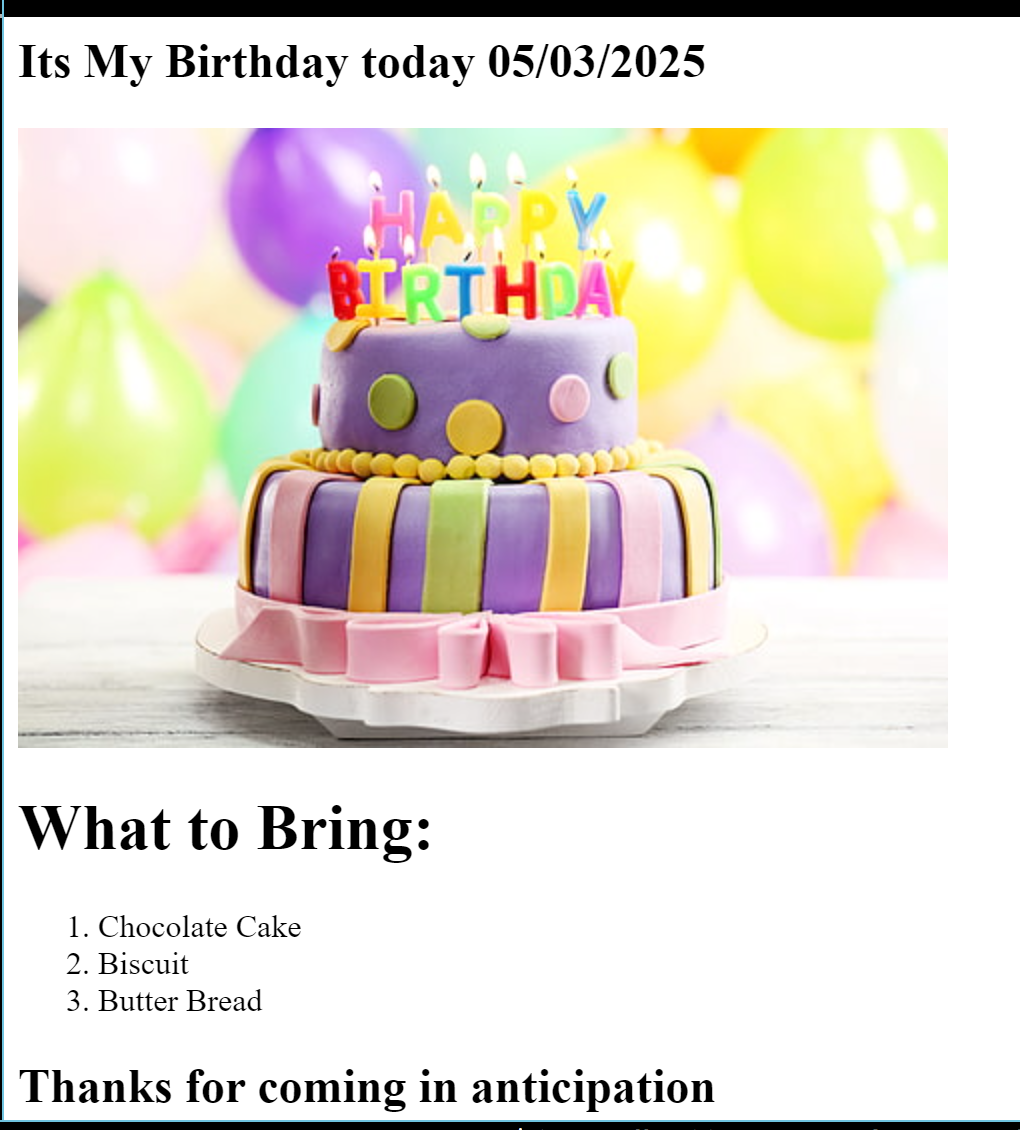 Its My Birthday today 05/03/2025
HAPPY
BIRTHDAY
What to Bring:
1. Chocolate Cake
2. Biscuit
3. Butter Bread
Thanks for coming in anticipation